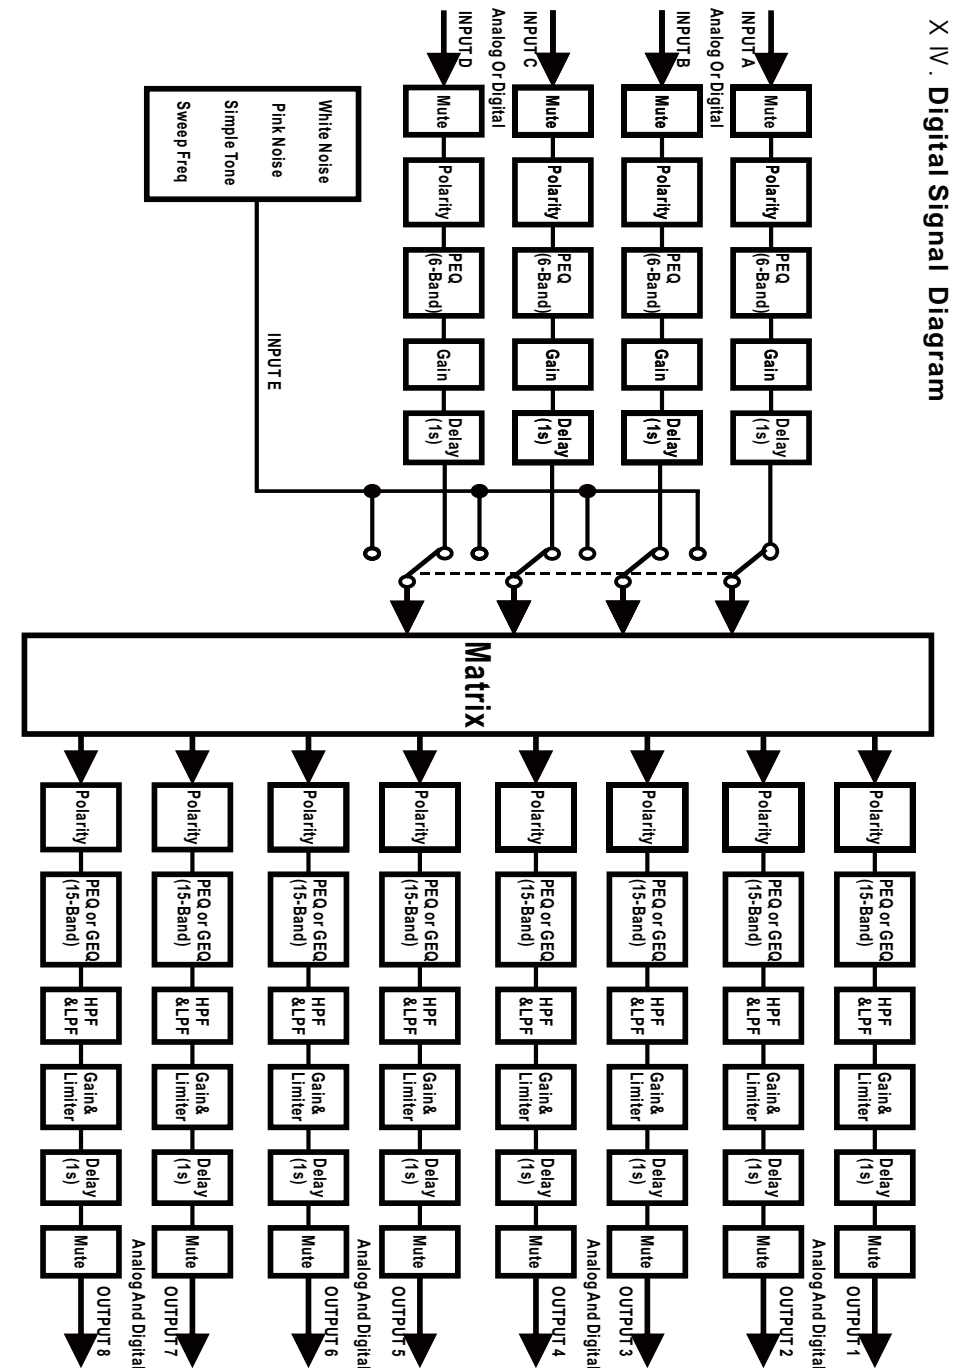 X IV. Digital Signal Diagram
INPUT A
Mute
Polarity
PEQ
(6-Band)
Gain
Delay
(1s)
Analog Or Digital
INPUT B
Mute
Polarity
PEQ
(6-Band)
Gain
Delay
(1s)
INPUT C
Mute
Polarity
PEQ
(6-Band)
Gain
Delay
(1s)
Analog Or Digital
INPUT D
Mute
Polarity
PEQ
(6-Band)
Gain
Delay
(1s)
White Noise
Pink Noise
Simple Tone
Sweep Freq
INPUT E
Matrix
Polarity
PEQ or GEQ
(15-Band)
HPF
&LPF
Gain&
Limiter
Delay
(1s)
Mute
OUTPUT 1
Analog And Digital
Polarity
PEQ or GEQ
(15-Band)
HPF
&LPF
Gain&
Limiter
Delay
(1s)
Mute
OUTPUT 2
Polarity
PEQ or GEQ
(15-Band)
HPF
&LPF
Gain&
Limiter
Delay
(1s)
Mute
OUTPUT 3
Analog And Digital
Polarity
PEQ or GEQ
(15-Band)
HPF
&LPF
Gain&
Limiter
Delay
(1s)
Mute
OUTPUT 4
Polarity
PEQ or GEQ
(15-Band)
HPF
&LPF
Gain&
Limiter
Delay
(1s)
Mute
OUTPUT 5
Analog And Digital
Polarity
PEQ or GEQ
(15-Band)
HPF
&LPF
Gain&
Limiter
Delay
(1s)
Mute
OUTPUT 6
Polarity
PEQ or GEQ
(15-Band)
HPF
&LPF
Gain&
Limiter
Delay
(1s)
Mute
OUTPUT 7
Analog And Digital
Polarity
PEQ or GEQ
(15-Band)
HPF
&LPF
Gain&
Limiter
Delay
(1s)
Mute
OUTPUT 8